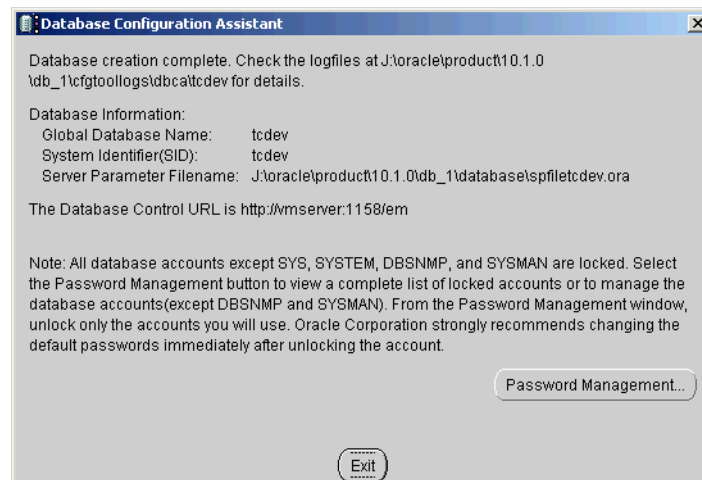 Database Configuration Assistant
Database creation complete. Check the logfiles at J:\oracle\product\10.1.0
\db_1\cfgtoollogs\dbca\tcdev for details.
Database Information:
Global Database Name: tcdev
System Identifier(SID): tcdev
Server Parameter Filename: J:\oracle\product\10.1.0\db_1\database\spfiletcdev.ora
The Database Control URL is http://vmserver:1158/em
Note: All database accounts except SYS, SYSTEM, DBSNMP, and SYSMAN are locked. Select
the Password Management button to view a complete list of locked accounts or to manage the
database accounts(except DBSNMP and SYSMAN). From the Password Management window,
unlock only the accounts you will use. Oracle Corporation strongly recommends changing the
default passwords immediately after unlocking the account.
Password Management...
Exit